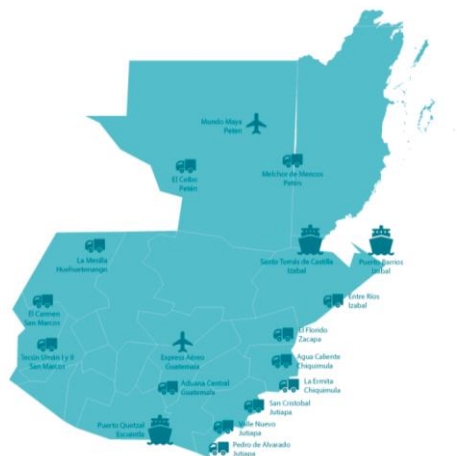 Mundo Maya
Petén
El Ceibo
Petén
Melchor de Mencos
Petén
La Mesilla
Huehuetenango
Santo Tomás de Castilla
Izabal
Puerto Barrios
Izabal
El Carmen
San Marcos
Entre Ríos
Izabal
Tecún Umán I y II
San Marcos
Express Aéreo
Guatemala
El Florido
Zacapa
Agua Caliente
Chiquimula
La Ermita
Chiquimula
Aduana Central
Guatemala
San Cristobal
Jutiapa
Puerto Quetzal
Escuintla
Valle Nuevo
Jutiapa
Pedro de Alvarado
Jutiapa